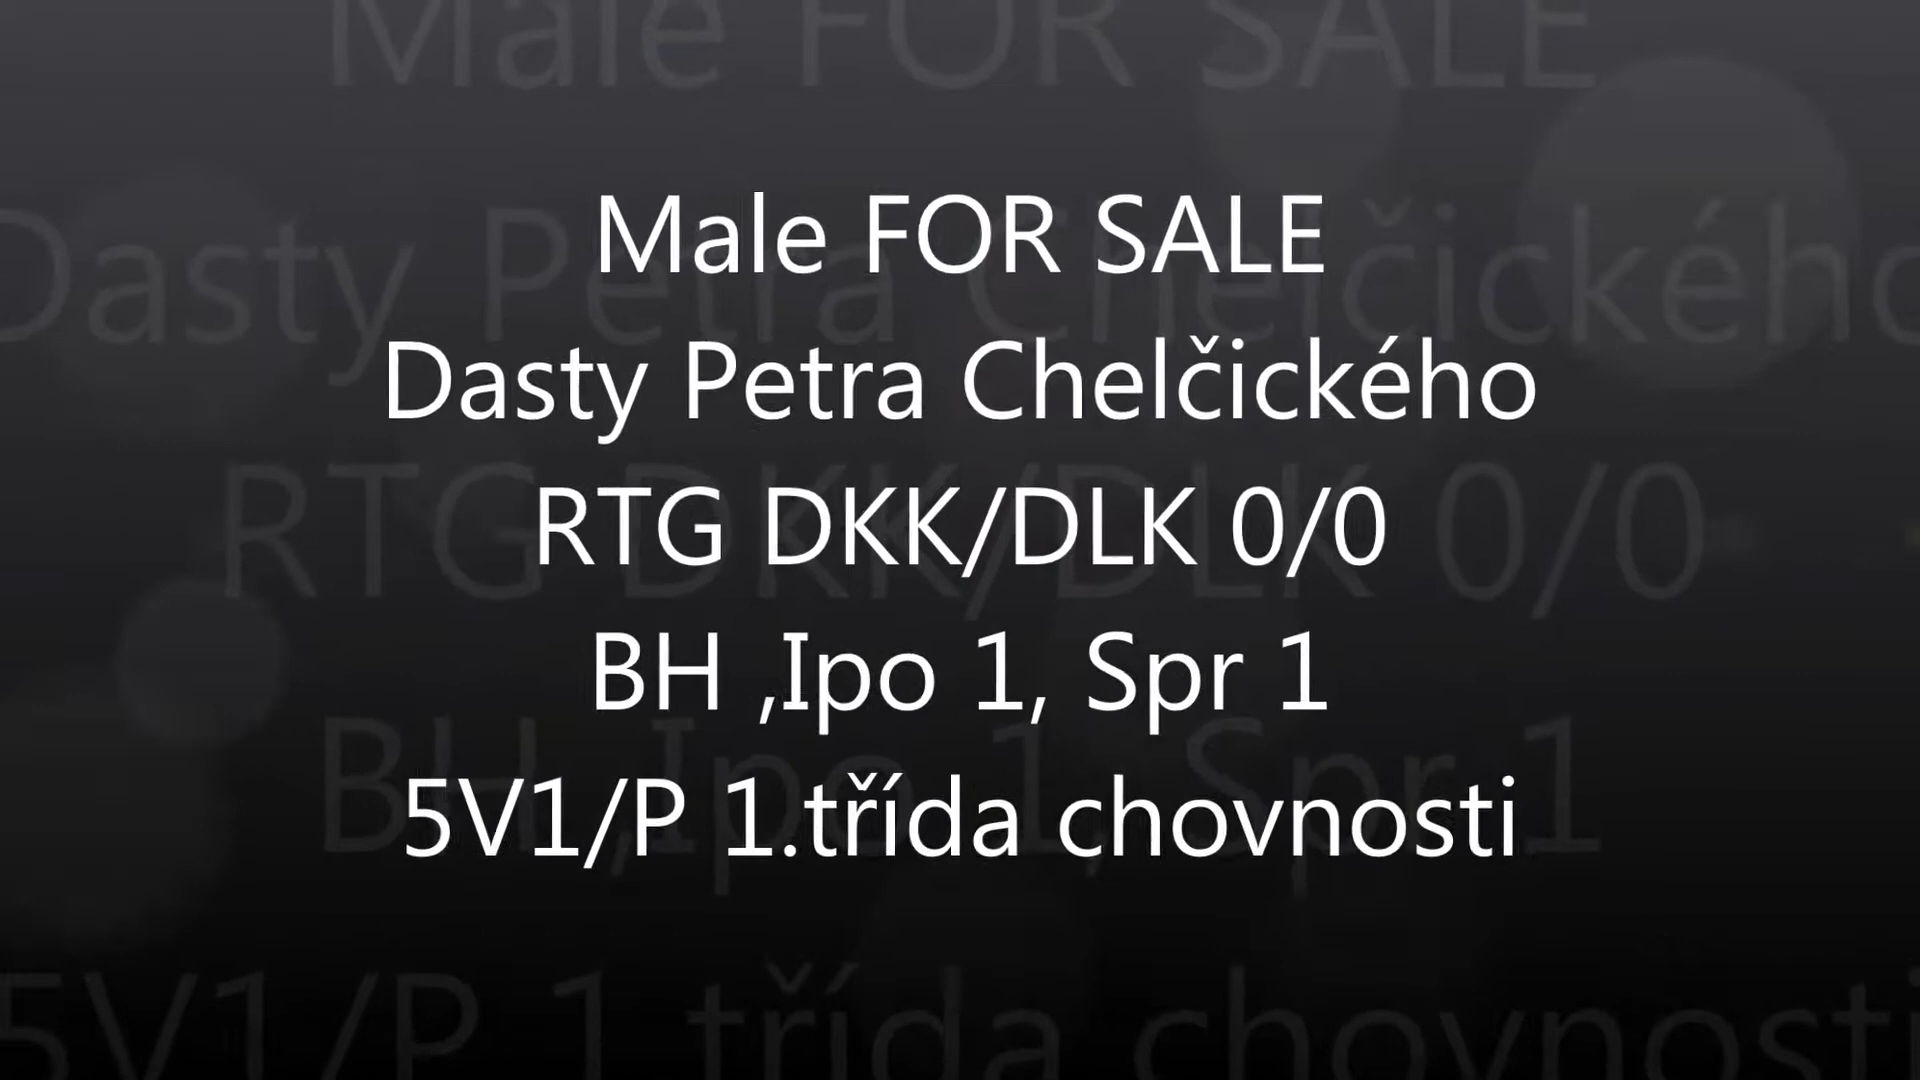 Male FOR SALE
Dasty Petra Chelčického
RTG DKK/DLK 0/0
BH ,Ipo 1, Spr 1
5V1/P 1.třída chovnosti